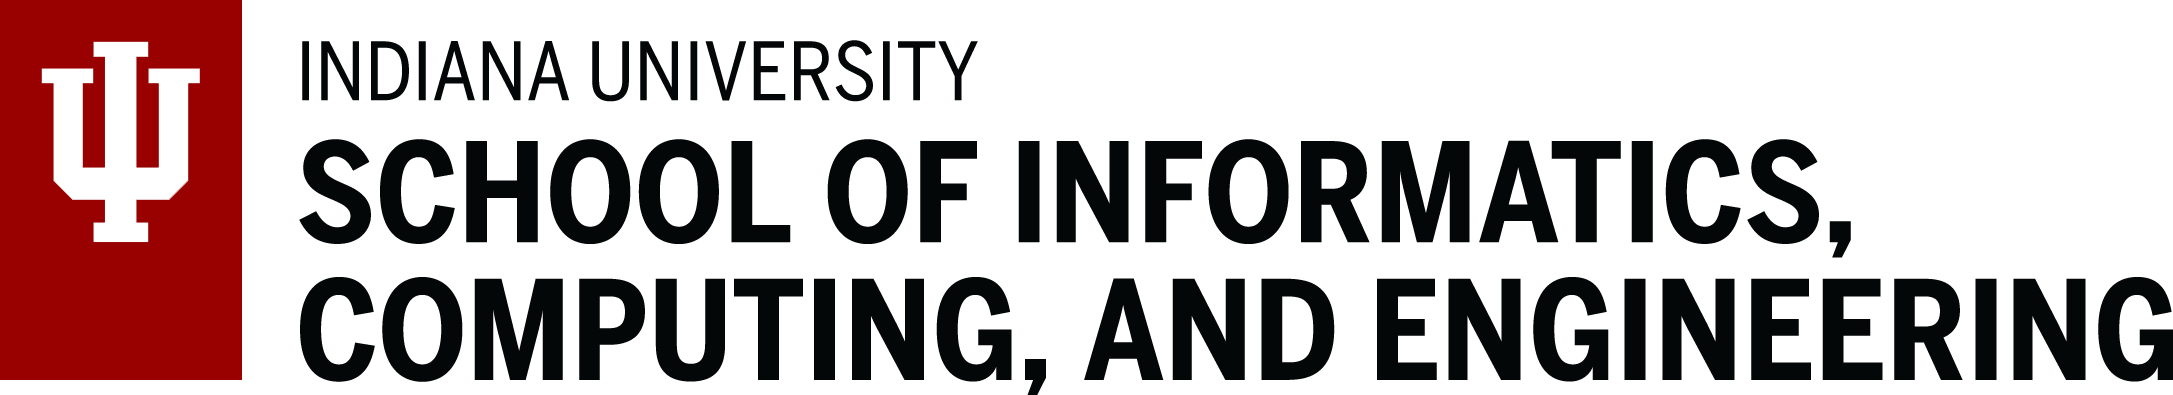 INDIANA UNIVERSITY
SCHOOL OF INFORMATICS,
COMPUTING, AND ENGINEERING